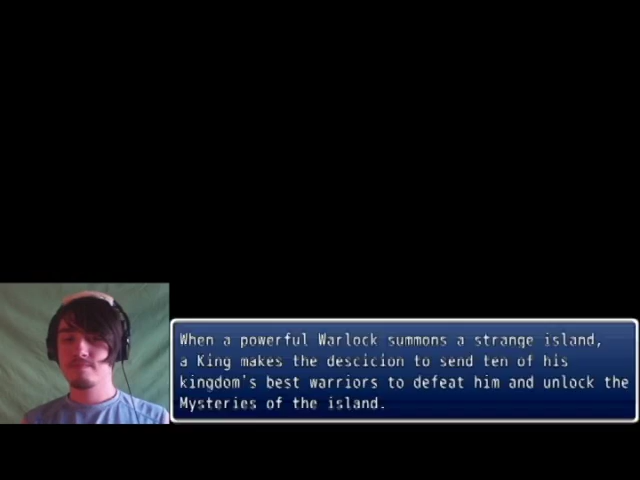 When a powerful Warlock summons a strange island,
a King makes the descicion to send ten of his
kingdom's best warriors to defeat him and unlock the
Mysteries of the island.